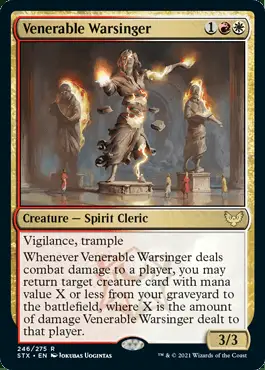 Venerable Warsinger 1
Creature — Spirit Cleric
Vigilance, trample
Whenever Venerable Warsinger deals
combat damage to a player, you may
return target creature card with mana
value X or less from your graveyard to
the battlefield, where X is the amount
of damage Venerable Warsinger dealt to
that player.
3/3
246/275 R
STX • EN JOKUBAS UOGINTAS
™ & © 2021 Wizards of the Coast